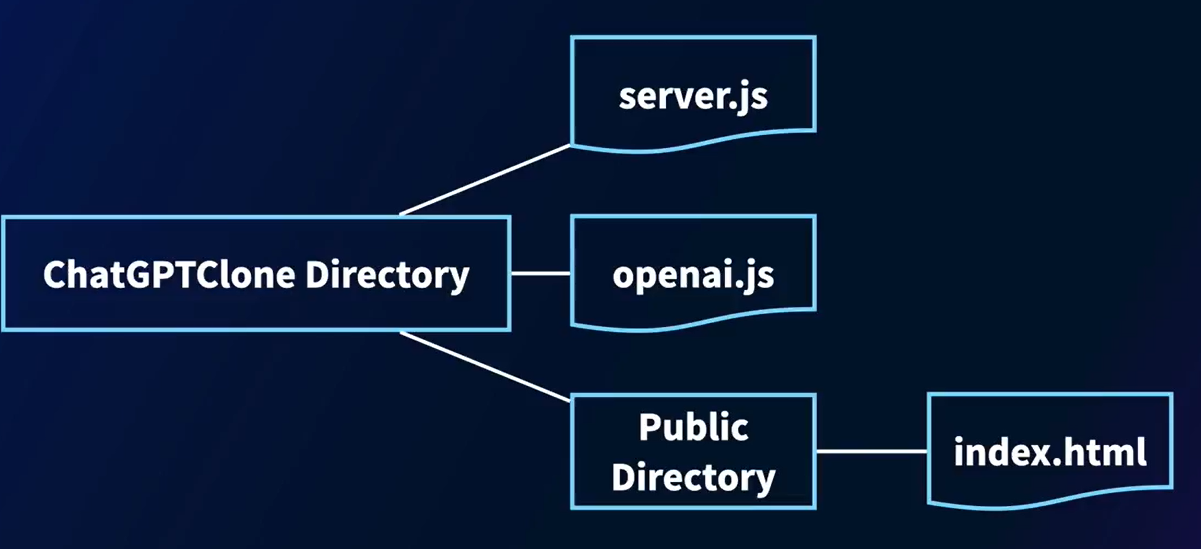 server.js
ChatGPTClone Directory
openai.js
Public
Directory
index.html